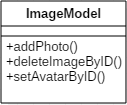 ImageModel
+addPhoto()
+deleteImageByID()
+setAvatarByID()